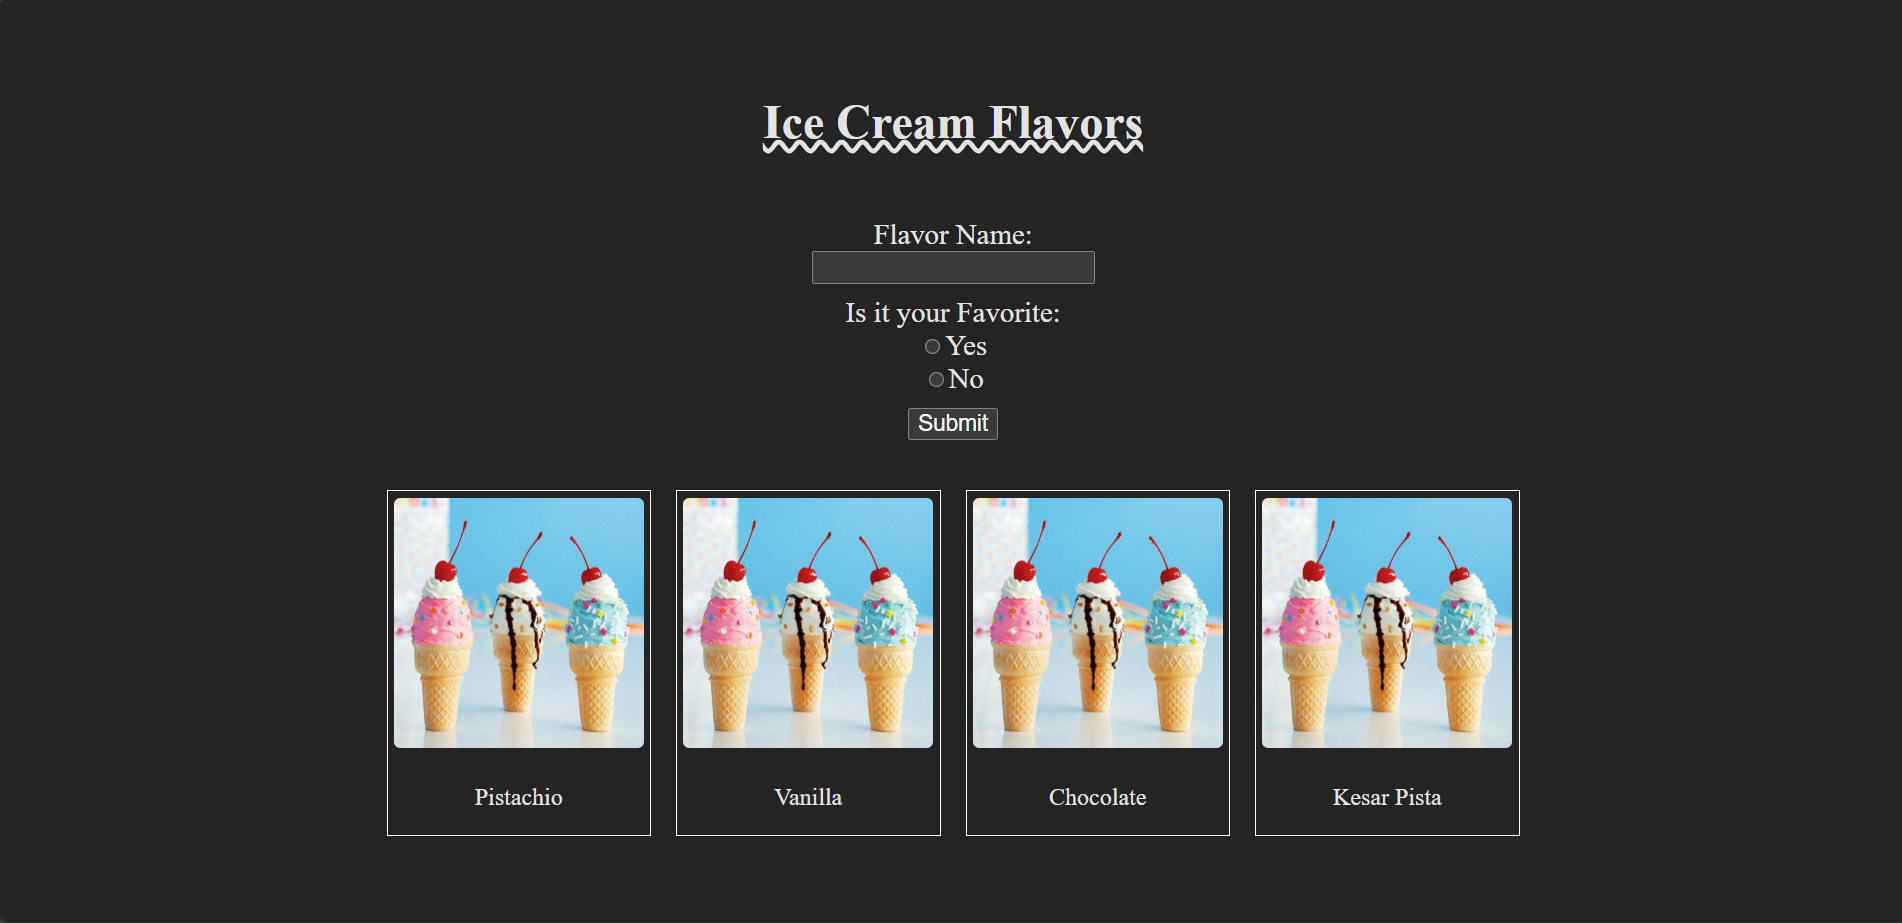 Ice Cream Flavors
Flavor Name:
Is it your Favorite:
Yes
No
Submit
Pistachio
Vanilla
Chocolate
Kesar Pista